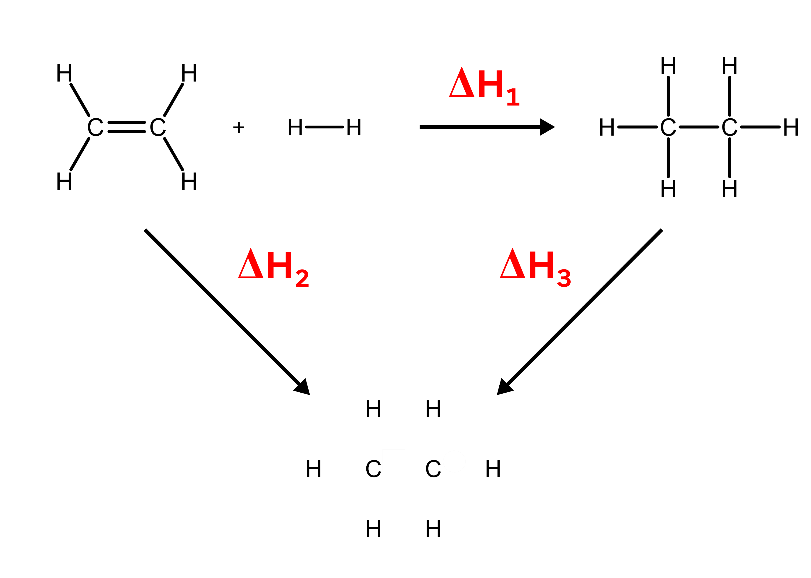 ΔH₁
H H H H
C C + H H H C C H
H H H H
ΔH₂ ΔH₃
H H
H C C H
H H